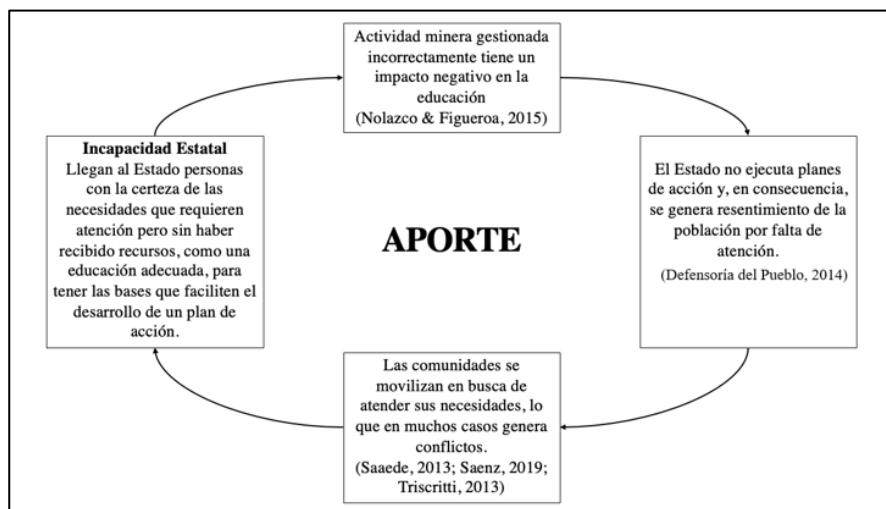 Actividad minera gestionada
incorrectamente tiene un
impacto negativo en la
educación
(Nolazco & Figueroa, 2015)
El Estado no ejecuta planes
de acción y, en consecuencia,
se genera resentimiento de la
población por falta de
atención.
(Defensoría del Pueblo, 2014)
Las comunidades se
movilizan en busca de
atender sus necesidades, lo
que en muchos casos genera
conflictos.
(Saaede, 2013; Saenz, 2019;
Triscritti, 2013)
Incapacidad Estatal
Llegan al Estado personas
con la certeza de las
necesidades que requieren
atención pero sin haber
recibido recursos, como una
educación adecuada, para
tener las bases que faciliten el
desarrollo de un plan de
acción.
APORTE